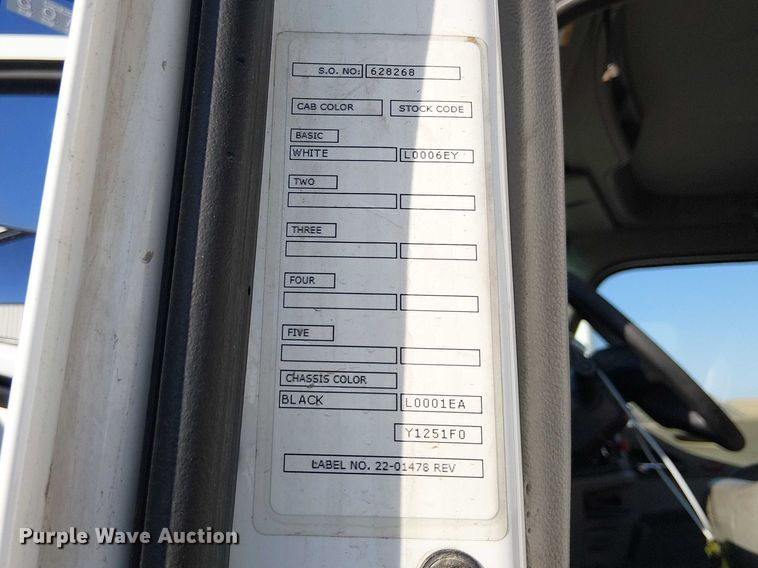 S.O. NO: 628268
CAB COLOR STOCK CODE
BASIC
WHITE L0006EY
TWO
THREE
FOUR
FIVE
CHASSIS COLOR
BLACK L0001EA
Y1251F0
LABEL NO. 22-01478 REV
Purple Wave Auction